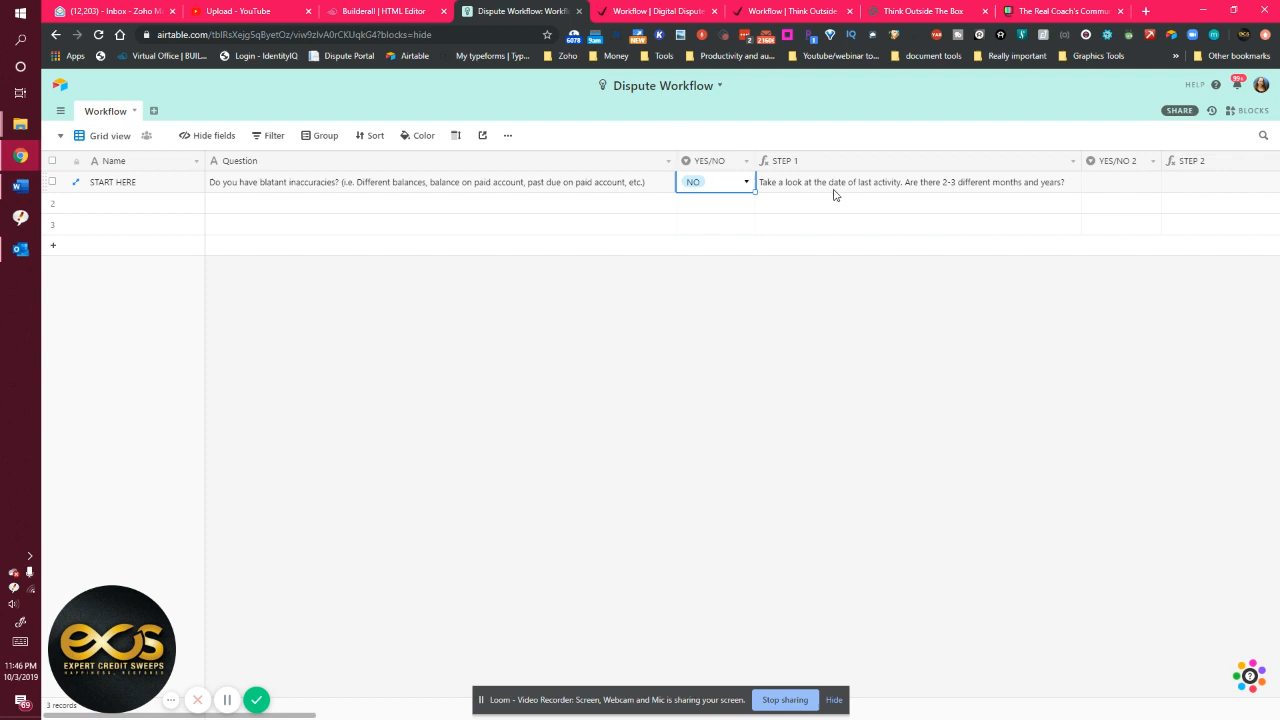 (12,203) - Inbox - Zoho M
Upload - YouTube
Builderall | HTML Editor
Dispute Workflow: Workfl
Workflow | Digital Dispute
Workflow | Think Outside
Think Outside The Box
The Real Coach's Commu
airtable.com/tblRsXejgSqByetOz/viw9zlvA0rCKUqkG4?blocks=hide
Apps
Virtual Office | BUIL...
Login - IdentityIQ
Dispute Portal
Airtable
My typeforms | Typ...
Zoho
Money
Tools
Productivity and au...
Youtube/webinar to...
document tools
Really important
Graphics Tools
Other bookmarks
Dispute Workflow
HELP
99+
Workflow
SHARE
BLOCKS
Grid view
Hide fields
Filter
Group
Sort
Color
Name
Question
YES/NO
STEP 1
YES/NO 2
STEP 2
START HERE
Do you have blatant inaccuracies? (i.e. Different balances, balance on paid account, past due on paid account, etc.)
NO
Take a look at the date of last activity. Are there 2-3 different months and years?
2
3
ecs
EXPERT CREDIT SWEEPS
HAPPINESS, RESTORED
11:46 PM
10/3/2019
69
3 records
Loom - Video Recorder: Screen, Webcam and Mic is sharing your screen.
Stop sharing
Hide